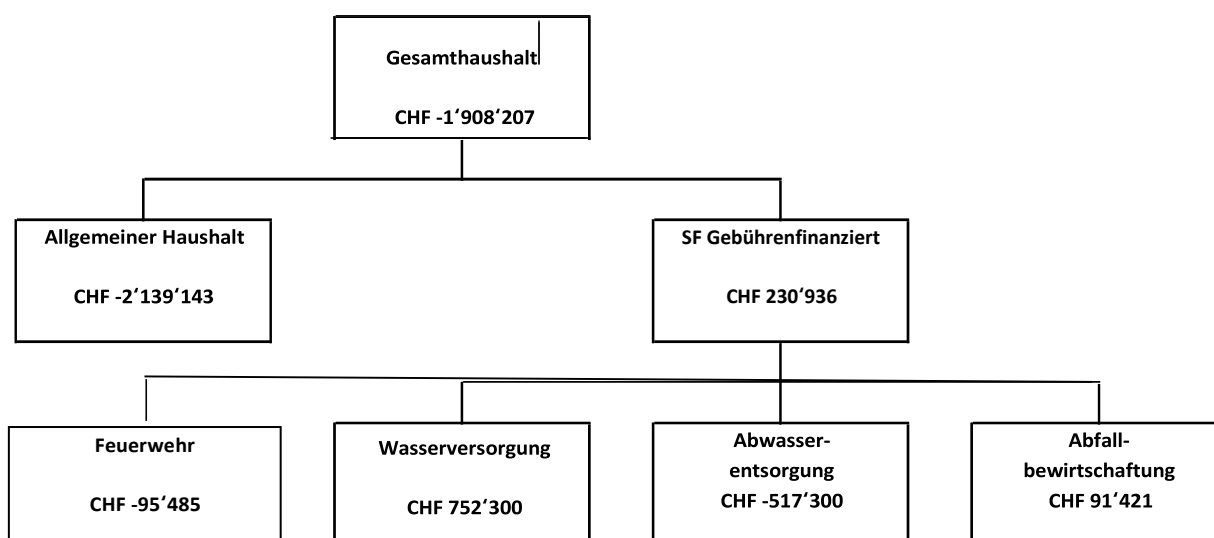 Gesamthaushalt
CHF -1‘908‘207
Allgemeiner Haushalt
CHF -2‘139‘143
SF Gebührenfinanziert
CHF 230‘936
Feuerwehr
CHF -95‘485
Wasserversorgung
CHF 752‘300
Abwasser-
entsorgung
CHF -517‘300
Abfall-
bewirtschaftung
CHF 91‘421